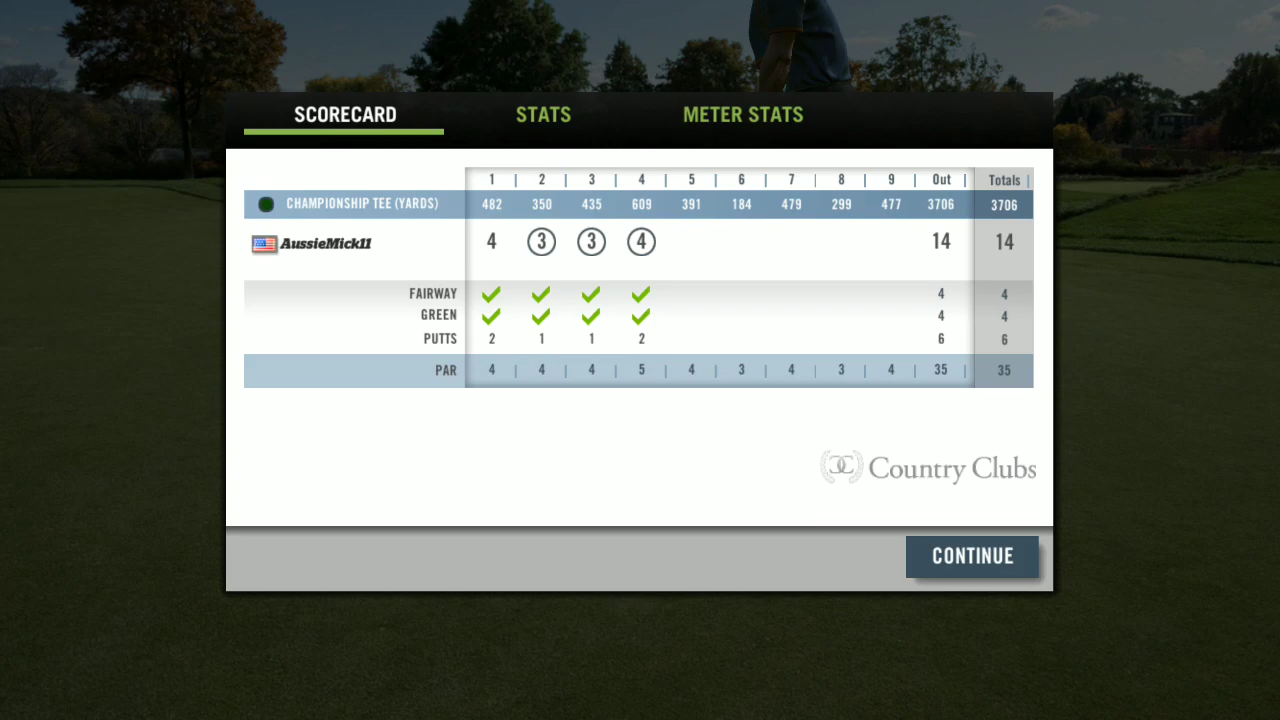 SCORECARD STATS METER STATS
1 | 2 | 3 | 4 | 5 | 6 | 7 | 8 | 9 | Out | Totals |
CHAMPIONSHIP TEE (YARDS) 482 350 435 609 391 184 479 299 477 3706 3706
AussieMick11 4 3 3 4 14 14
FAIRWAY 4 4
GREEN 4 4
PUTTS 2 1 1 2 6 6
PAR 4 | 4 | 4 | 5 | 4 | 3 | 4 | 3 | 4 | 35 | 35
CC Country Clubs
CONTINUE